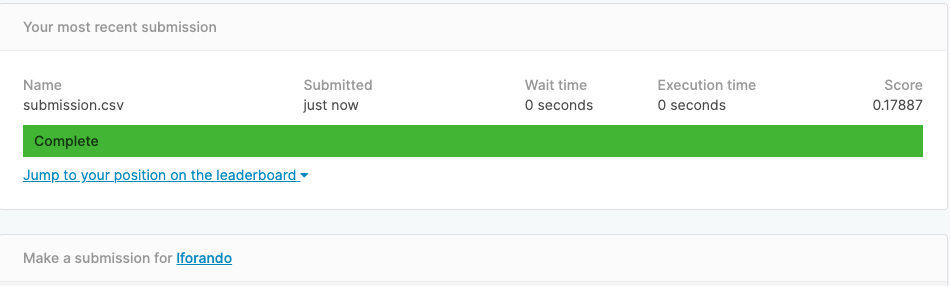 Your most recent submission
Name Submitted Wait time Execution time Score
submission.csv just now 0 seconds 0 seconds 0.17887
Complete
Jump to your position on the leaderboard
Make a submission for lforando